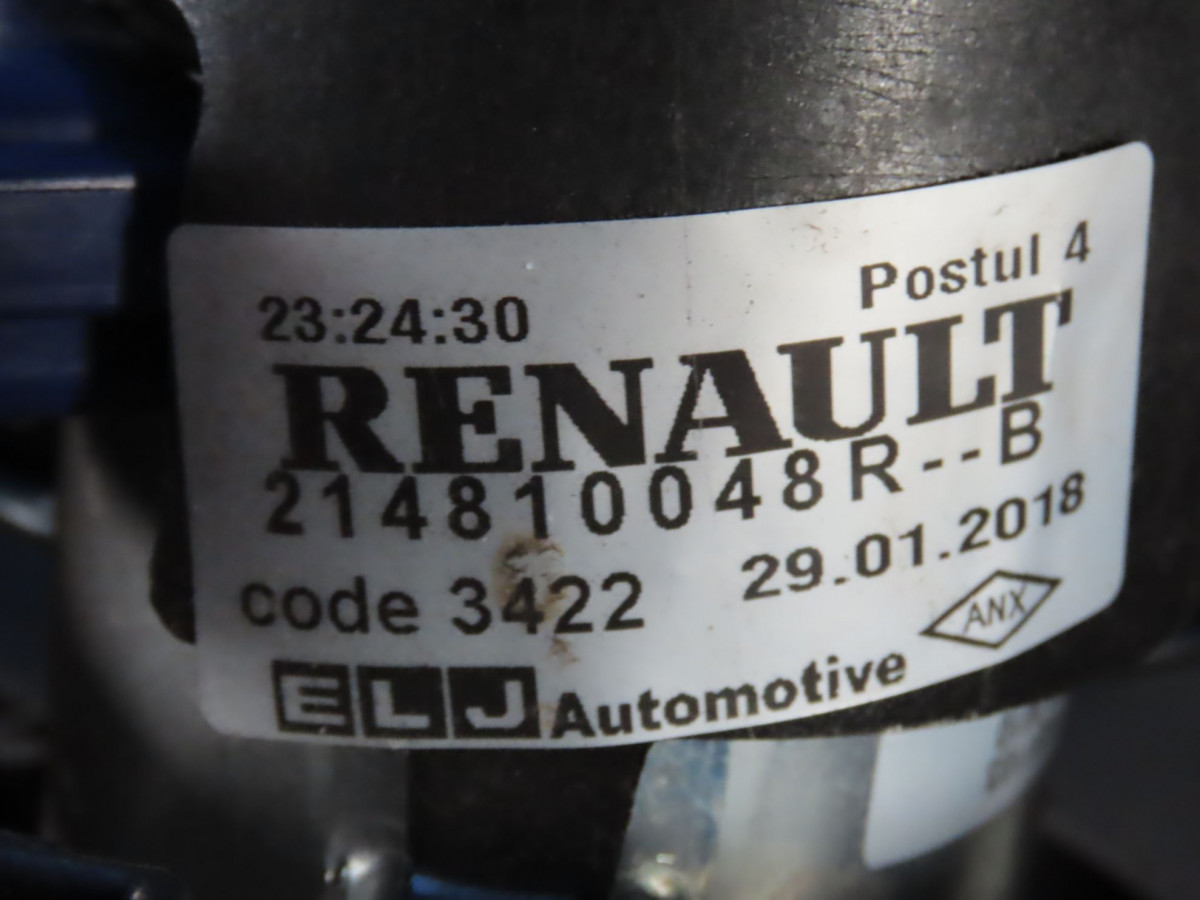 23:24:30 Postul 4
RENAULT
214810048R--B
code 3422 29.01.2018
ANX
ELJ Automotive